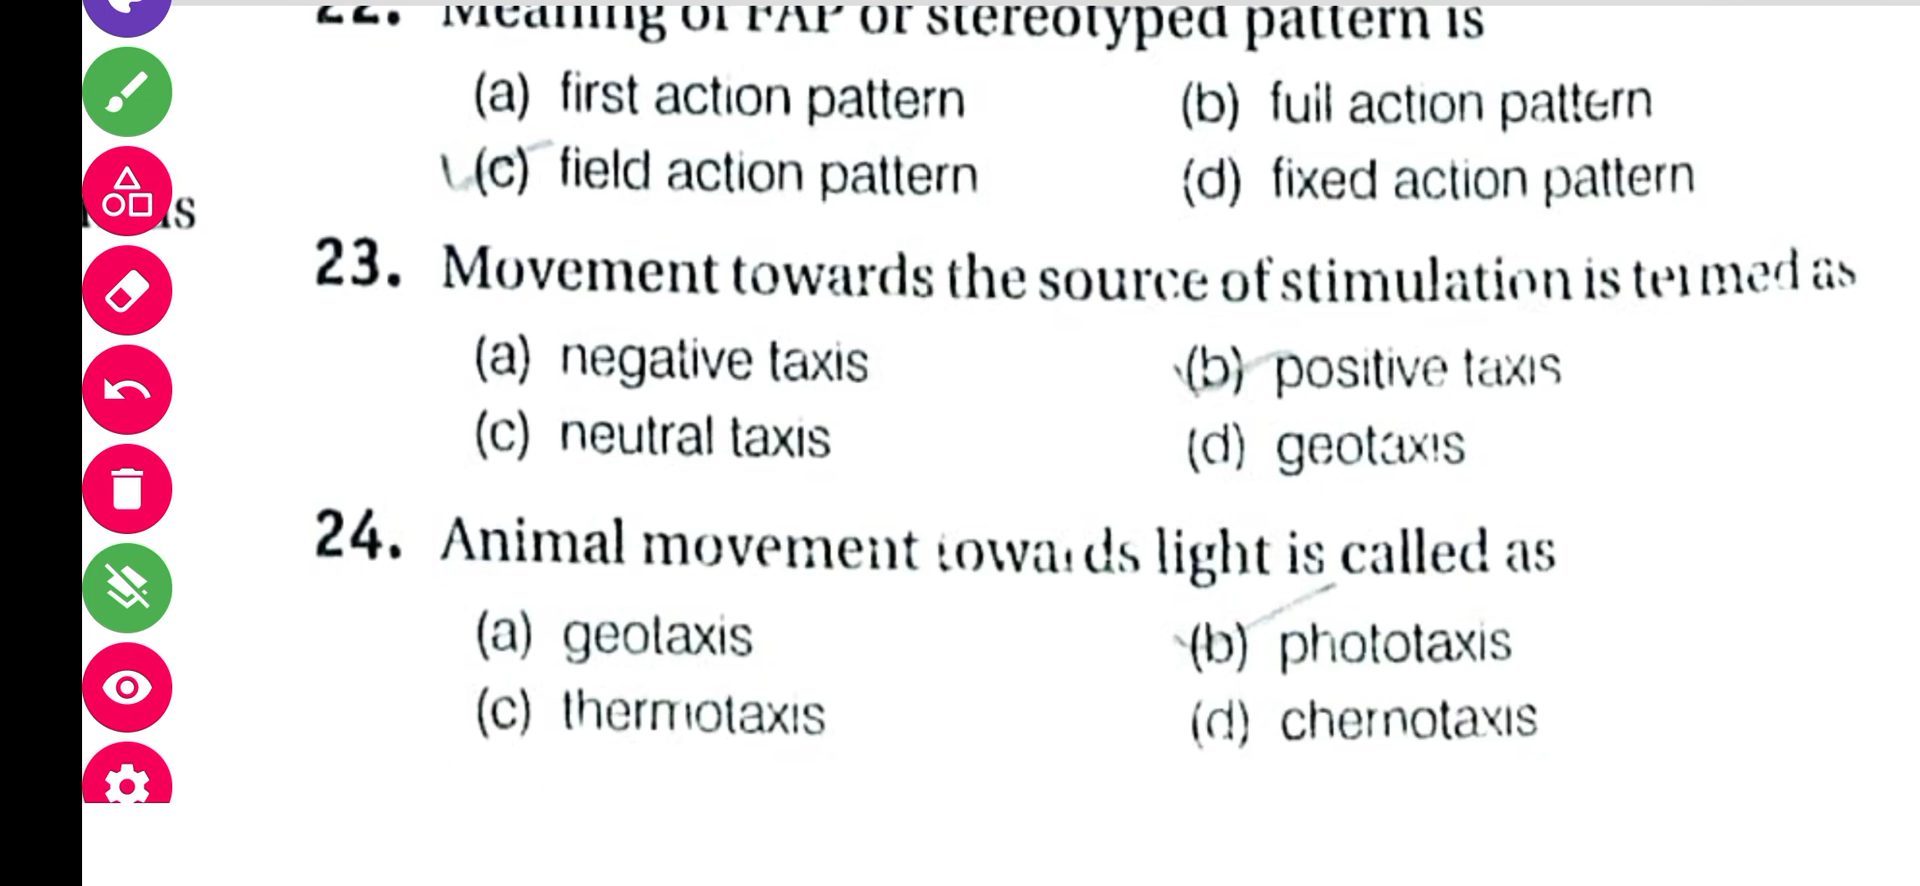 22. Meaning of FAP or stereotyped pattern is
(a) first action pattern (b) full action pattern
(c) field action pattern (d) fixed action pattern
is
23. Movement towards the source of stimulation is termed as
(a) negative taxis (b) positive taxis
(c) neutral taxis (d) geotaxis
24. Animal movement towards light is called as
(a) geotaxis (b) phototaxis
(c) thermotaxis (d) chemotaxis